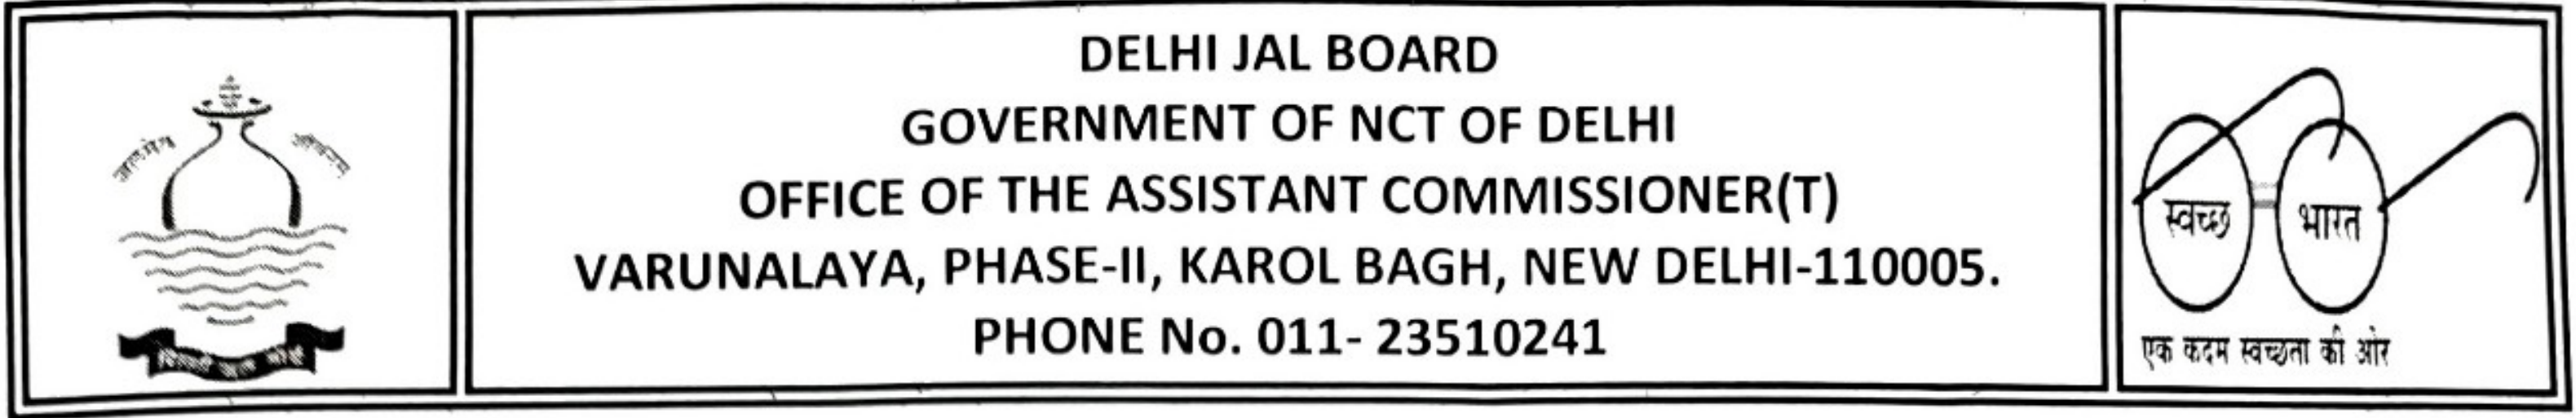 DELHI JAL BOARD
GOVERNMENT OF NCT OF DELHI
OFFICE OF THE ASSISTANT COMMISSIONER(T)
VARUNALAYA, PHASE-II, KAROL BAGH, NEW DELHI-110005.
PHONE No. 011- 23510241
स्वच्छ भारत
एक कदम स्वच्छता की ओर